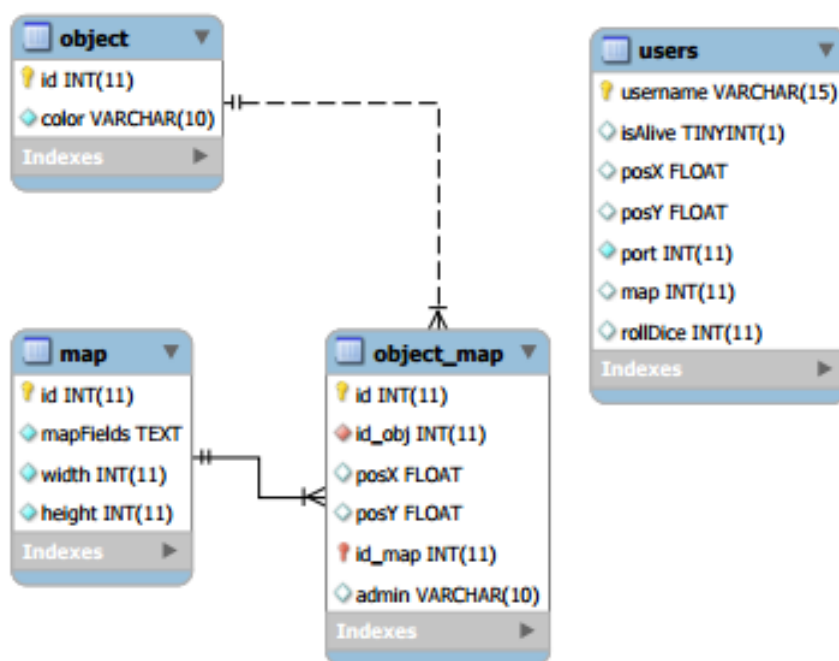 object
id INT(11)
color VARCHAR(10)
Indexes
users
username VARCHAR(15)
isAlive TINYINT(1)
posX FLOAT
posY FLOAT
port INT(11)
map INT(11)
rollDice INT(11)
Indexes
map
id INT(11)
mapFields TEXT
width INT(11)
height INT(11)
Indexes
object_map
id INT(11)
id_obj INT(11)
posX FLOAT
posY FLOAT
id_map INT(11)
admin VARCHAR(10)
Indexes